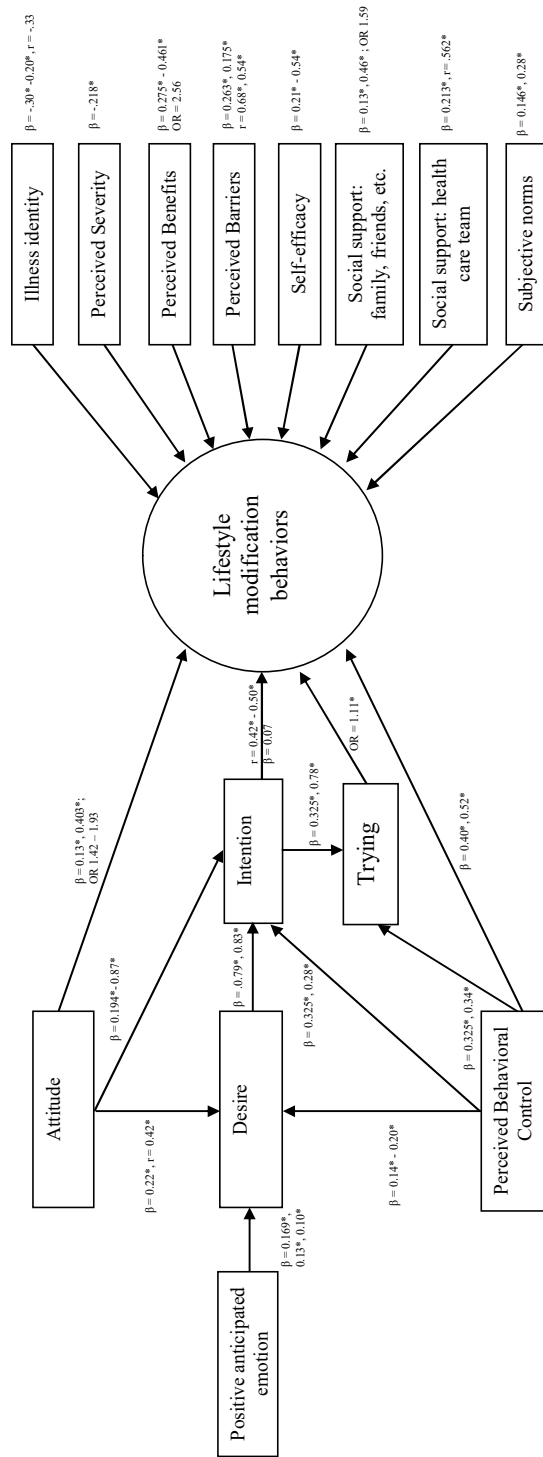 Positive anticipated
emotion
β = 0.169*,
0.13*, 0.10*
Attitude
β = 0.22*, r = 0.42*
Desire
β = 0.14* - 0.20*
Perceived Behavioral
Control
β = 0.13*, 0.403*;
OR 1.42 – 1.93
β = 0.194*- 0.87*
β = .0.79*, 0.83*
β = 0.325*, 0.28*
β = 0.325*, 0.34*
Intention
r = 0.42* - 0.50*
β = 0.07
β = 0.325*, 0.78*
Trying
OR = 1.11*
β = 0.40*, 0.52*
Lifestyle
modification
behaviors
Illness identity
β = -.30* -0.20*, r = -.33
Perceived Severity
β = -.218*
Perceived Benefits
β = 0.275* - 0.461*
OR = 2.56
Perceived Barriers
β = 0.263*, 0.175*
r = 0.68*, 0.54*
Self-efficacy
β = 0.21* - 0.54*
Social support:
family, friends, etc.
β = 0.13*, 0.46* ; OR 1.59
Social support: health
care team
β = 0.213*, r= .562*
Subjective norms
β = 0.146*, 0.28*